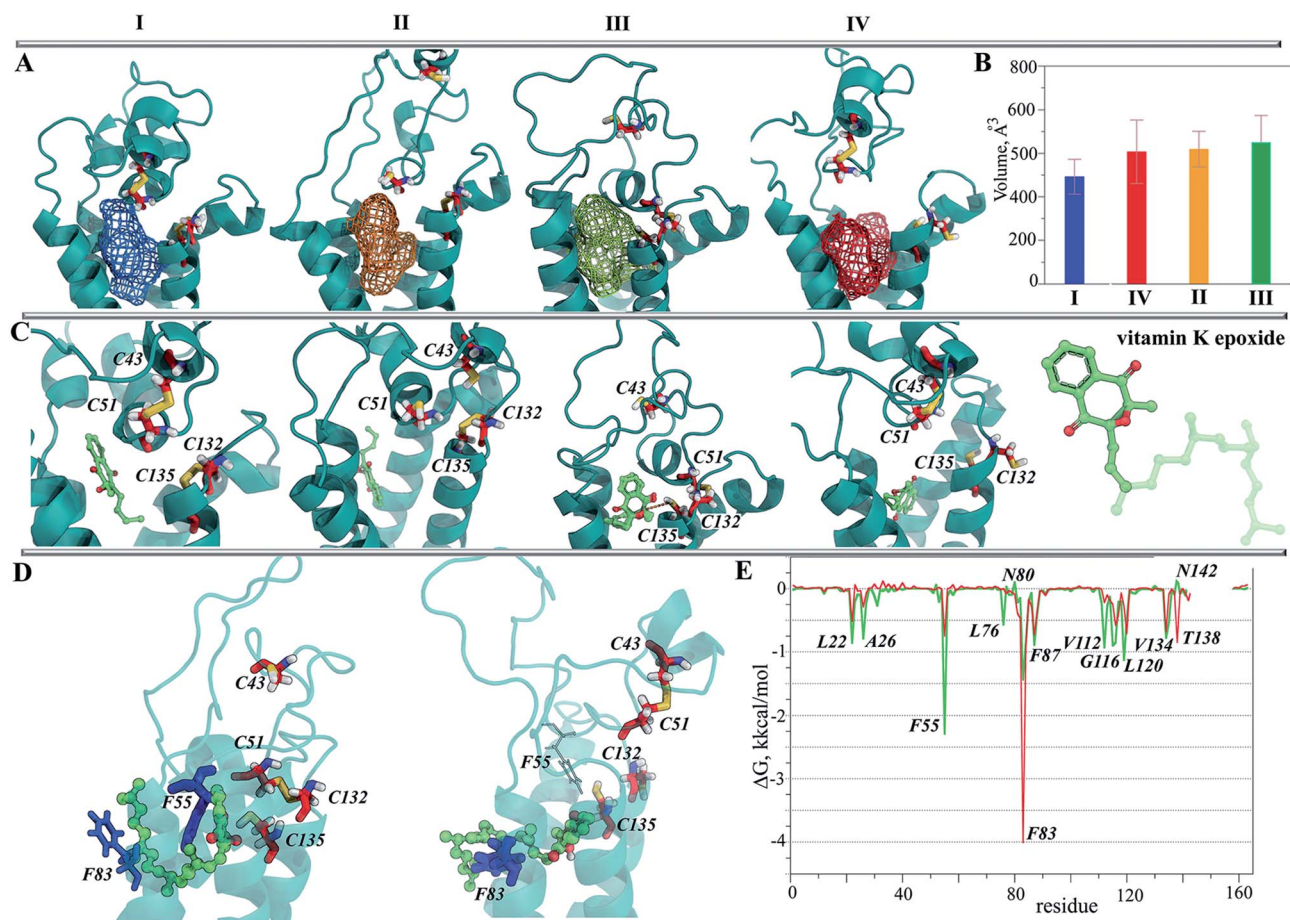 I II III IV
A
B
800
600
500
400
200
0
Volume, Å3
I IV II III
C
C43
C51
C132
C135
C43
C51
C132
C135
C43
C51
C132
C135
C43
C51
C135
C132
vitamin K epoxide
D
C43
C51
F55
C132
C135
F83
C43
C51
C132
F55
C135
F83
E
0
-1
-2
-3
-4
ΔG, kkcal/mol
N80
N142
L22
A26
L76
F87
V112
G116
L120
V134
T138
F55
F83
0 40 80 120 160
residue